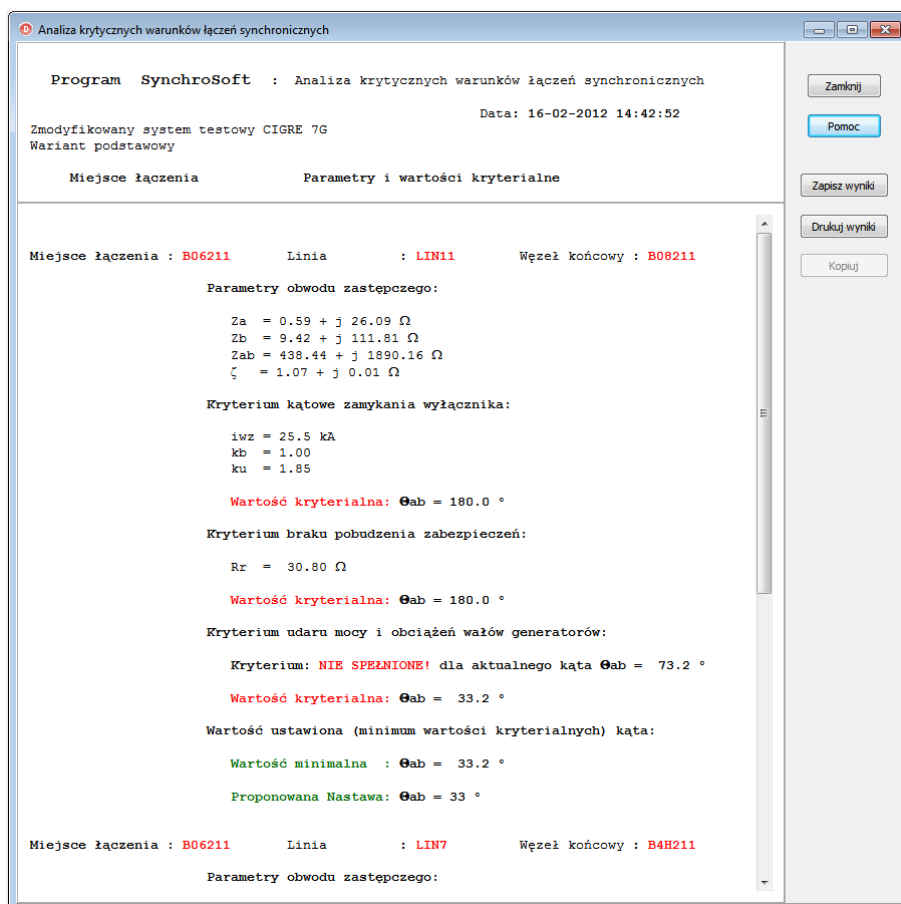 Analiza krytycznych warunków łączeń synchronicznych
Program SynchroSoft : Analiza krytycznych warunków łączeń synchronicznych
Data: 16-02-2012 14:42:52
Zmodyfikowany system testowy CIGRE 7G
Wariant podstawowy
Miejsce łączenia Parametry i wartości kryterialne
Zamknij
Pomoc
Zapisz wyniki
Drukuj wyniki
Kopiuj
Miejsce łączenia : B06211 Linia : LIN11 Węzeł końcowy : B08211
Parametry obwodu zastępczego:
Za = 0.59 + j 26.09 Ω
Zb = 9.42 + j 111.81 Ω
Zab = 438.44 + j 1890.16 Ω
ζ = 1.07 + j 0.01 Ω
Kryterium kątowe zamykania wyłącznika:
iwz = 25.5 kA
kb = 1.00
ku = 1.85
Wartość kryterialna: Θab = 180.0 °
Kryterium braku pobudzenia zabezpieczeń:
Rr = 30.80 Ω
Wartość kryterialna: Θab = 180.0 °
Kryterium udaru mocy i obciążeń wałów generatorów:
Kryterium: NIE SPEŁNIONE! dla aktualnego kąta Θab = 73.2 °
Wartość kryterialna: Θab = 33.2 °
Wartość ustawiona (minimum wartości kryterialnych) kąta:
Wartość minimalna : Θab = 33.2 °
Proponowana Nastawa: Θab = 33 °
Miejsce łączenia : B06211 Linia : LIN7 Węzeł końcowy : B4H211
Parametry obwodu zastępczego: